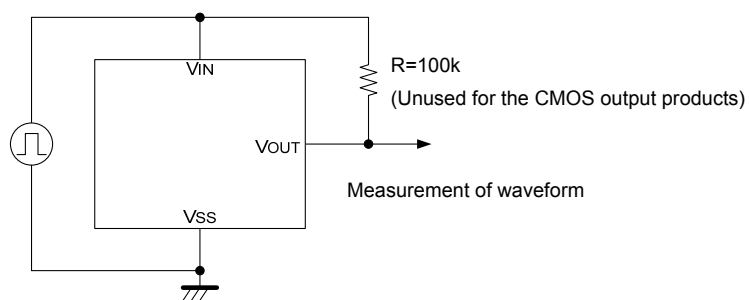 VIN
R=100k
(Unused for the CMOS output products)
VOUT
Measurement of waveform
VSS